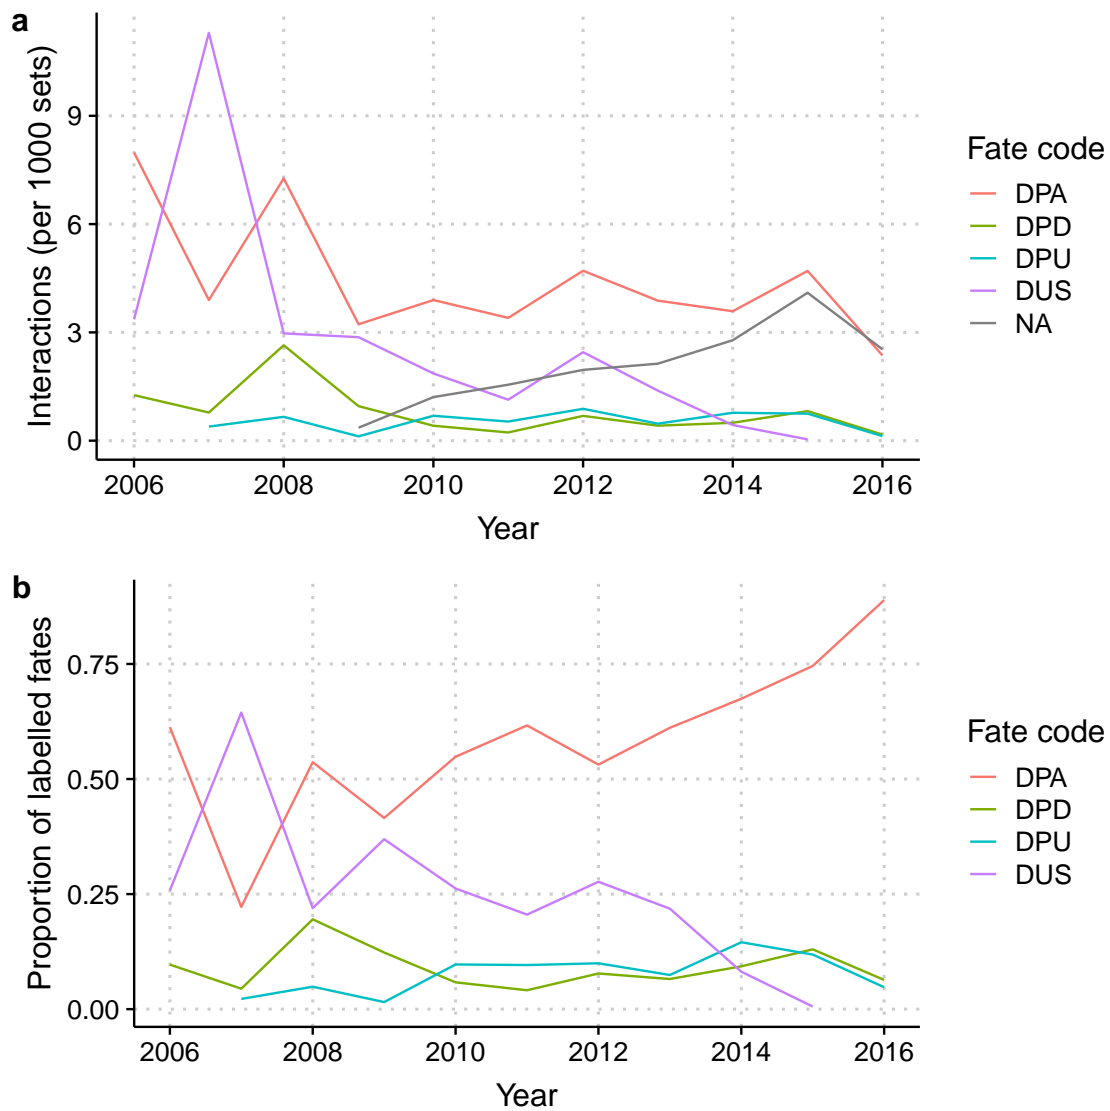 a
Interactions (per 1000 sets)
9
6
3
0
2006 2008 2010 2012 2014 2016
Year
Fate code
DPA
DPD
DPU
DUS
NA
b
Proportion of labelled fates
0.75
0.50
0.25
0.00
2006 2008 2010 2012 2014 2016
Year
Fate code
DPA
DPD
DPU
DUS